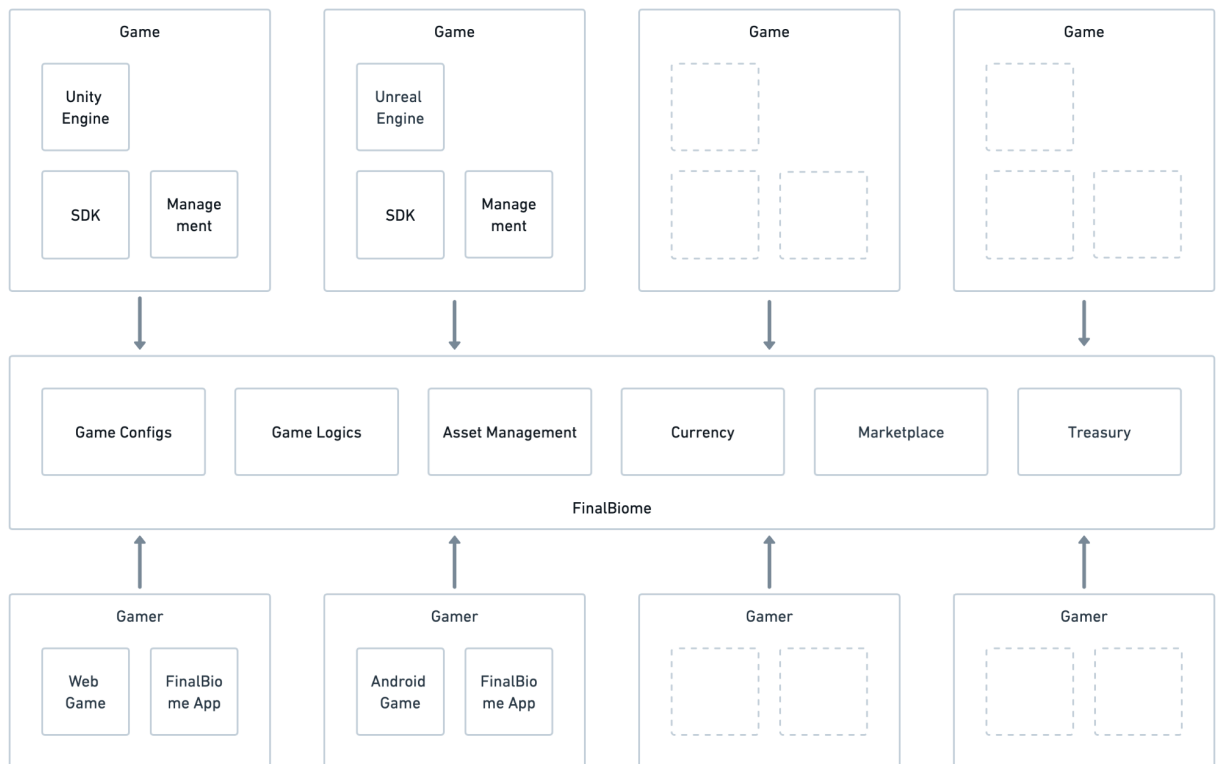 Game
Game
Game
Game
Unity
Engine
Unreal
Engine
SDK
Manage
ment
SDK
Manage
ment
Game Configs
Game Logics
Asset Management
Currency
Marketplace
Treasury
FinalBiome
Gamer
Gamer
Gamer
Gamer
Web
Game
FinalBio
me App
Android
Game
FinalBio
me App